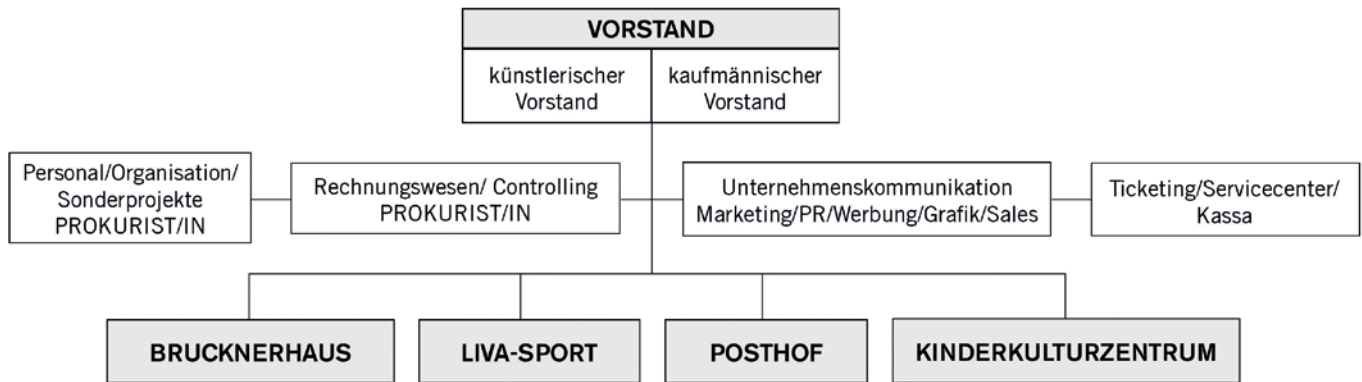 VORSTAND
künstlerischer
Vorstand
kaufmännischer
Vorstand
Personal/Organisation/
Sonderprojekte
PROKURIST/IN
Rechnungswesen/ Controlling
PROKURIST/IN
Unternehmenskommunikation
Marketing/PR/Werbung/Grafik/Sales
Ticketing/Servicecenter/
Kassa
BRUCKNERHAUS
LIVA-SPORT
POSTHOF
KINDERKULTURZENTRUM